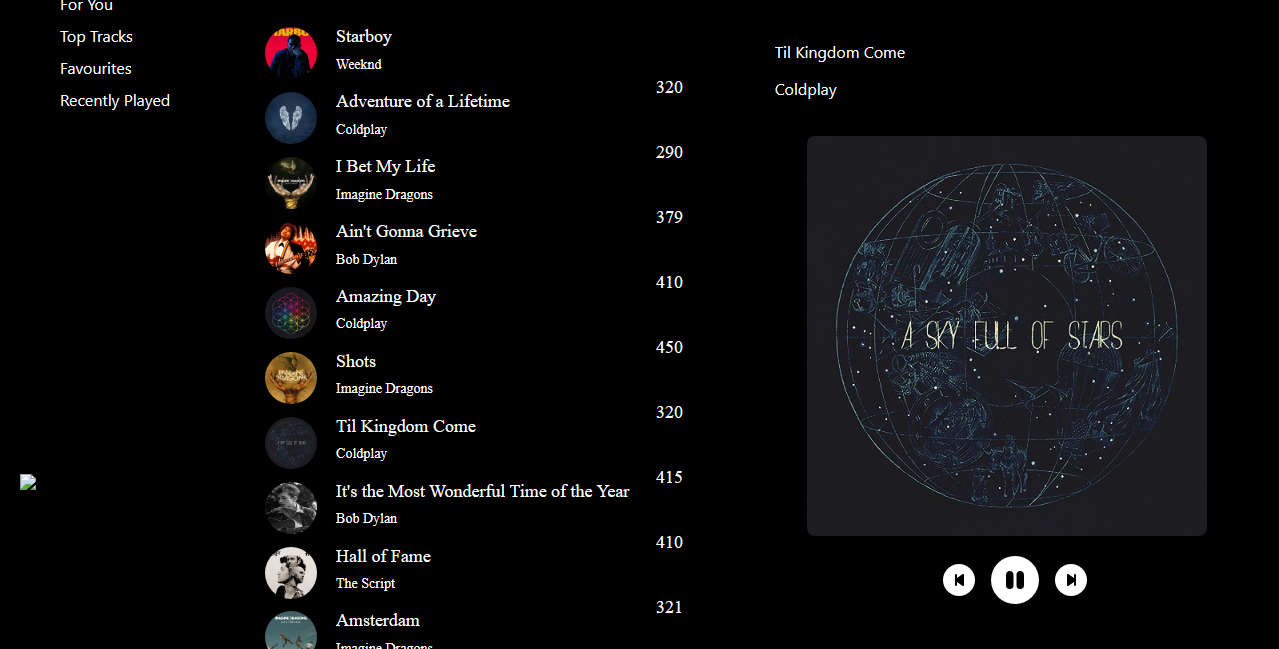 For You
Top Tracks
Favourites
Recently Played
Starboy
Weeknd
320
Adventure of a Lifetime
Coldplay
290
I Bet My Life
Imagine Dragons
379
Ain't Gonna Grieve
Bob Dylan
410
Amazing Day
Coldplay
450
Shots
Imagine Dragons
320
Til Kingdom Come
Coldplay
415
It's the Most Wonderful Time of the Year
Bob Dylan
410
Hall of Fame
The Script
321
Amsterdam
Imagine Dragons
Til Kingdom Come
Coldplay
A SKY FULL OF STARS